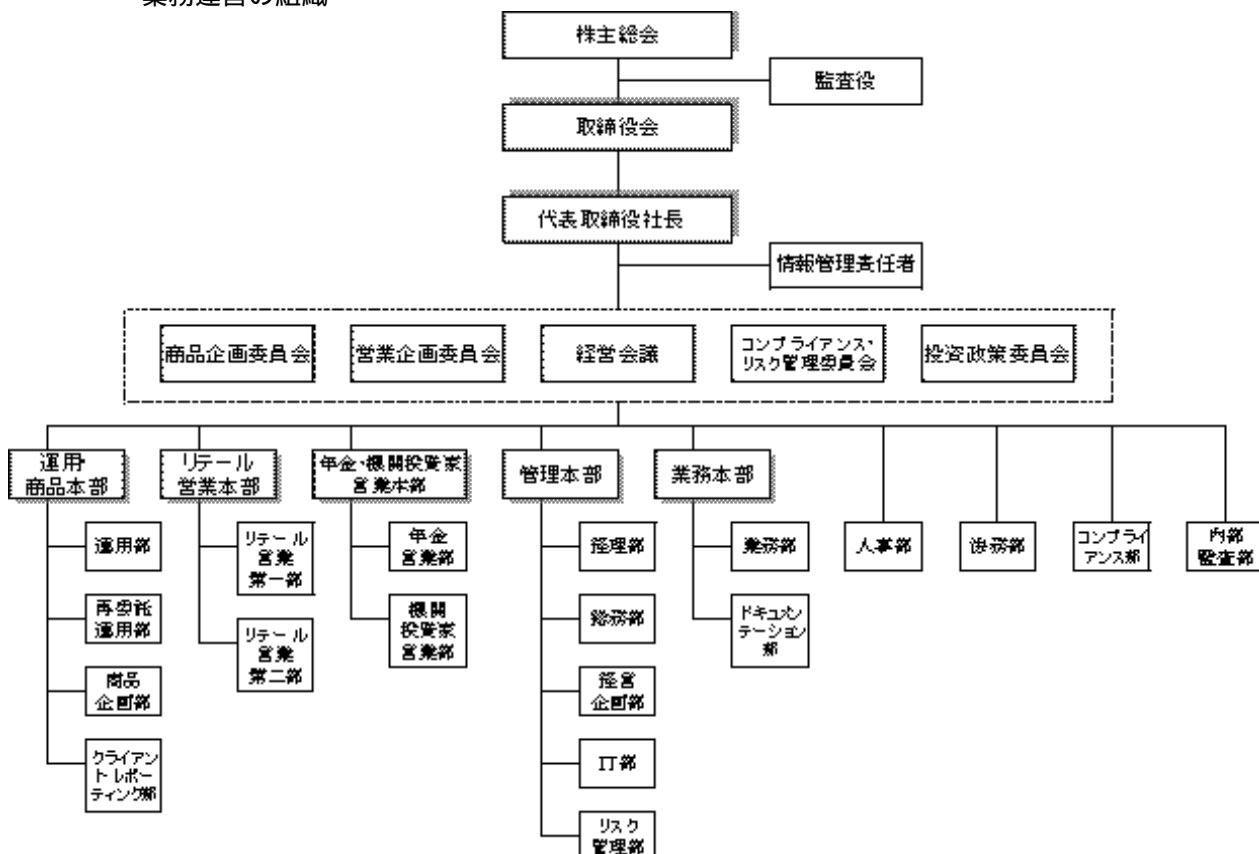 業務運営の組織
株主総会
監査役
取締役会
代表取締役社長
情報管理責任者
商品企画委員会
営業企画委員会
経営会議
コンプライアンス・
リスク管理委員会
投資政策委員会
運用・
商品本部
リテール
営業本部
年金・機関投資家
営業本部
管理本部
業務本部
運用部
リテール
営業
第一部
年金
営業部
経理部
業務部
人事部
法務部
コンプライ
アンス部
内部
監査部
再委託
運用部
リテール
営業
第二部
機関
投資家
営業部
総務部
ドキュメン
テーション
部
商品
企画部
経営
企画部
クライアン
トレポー
ティング部
IT部
リスク
管理部